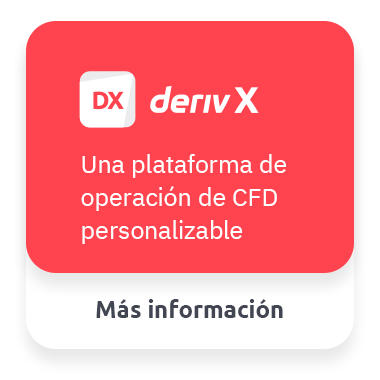 DX deriv X
Una plataforma de
operación de CFD
personalizable
Más información